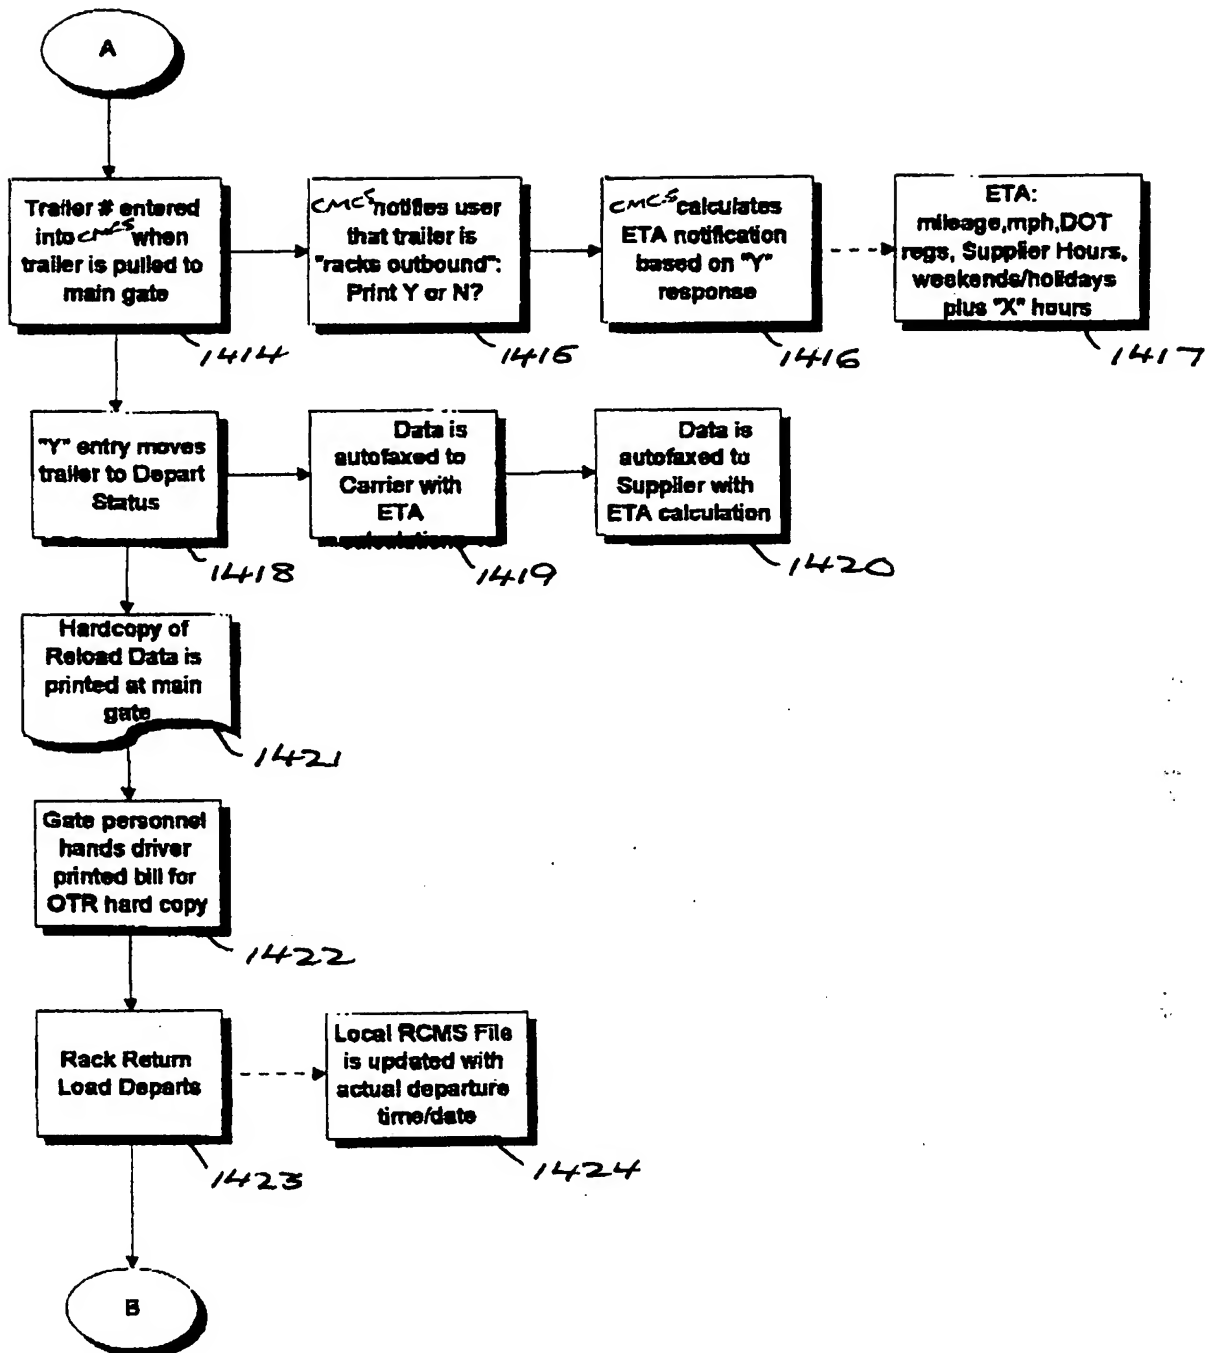 A
Trailer # entered
into CMCS when
trailer is pulled to
main gate
1414
CMCS notifies user
that trailer is
"racks outbound":
Print Y or N?
1415
CMCS calculates
ETA notification
based on "Y"
response
1416
ETA:
mileage,mph,DOT
regs, Supplier Hours,
weekends/holidays
plus "X" hours
1417
"Y" entry moves
trailer to Depart
Status
1418
Data is
autofaxed to
Carrier with
ETA
calculations
1419
Data is
autofaxed to
Supplier with
ETA calculation
1420
Hardcopy of
Reload Data is
printed at main
gate
1421
Gate personnel
hands driver
printed bill for
OTR hard copy
1422
Rack Return
Load Departs
1423
Local RCMS File
is updated with
actual departure
time/date
1424
B